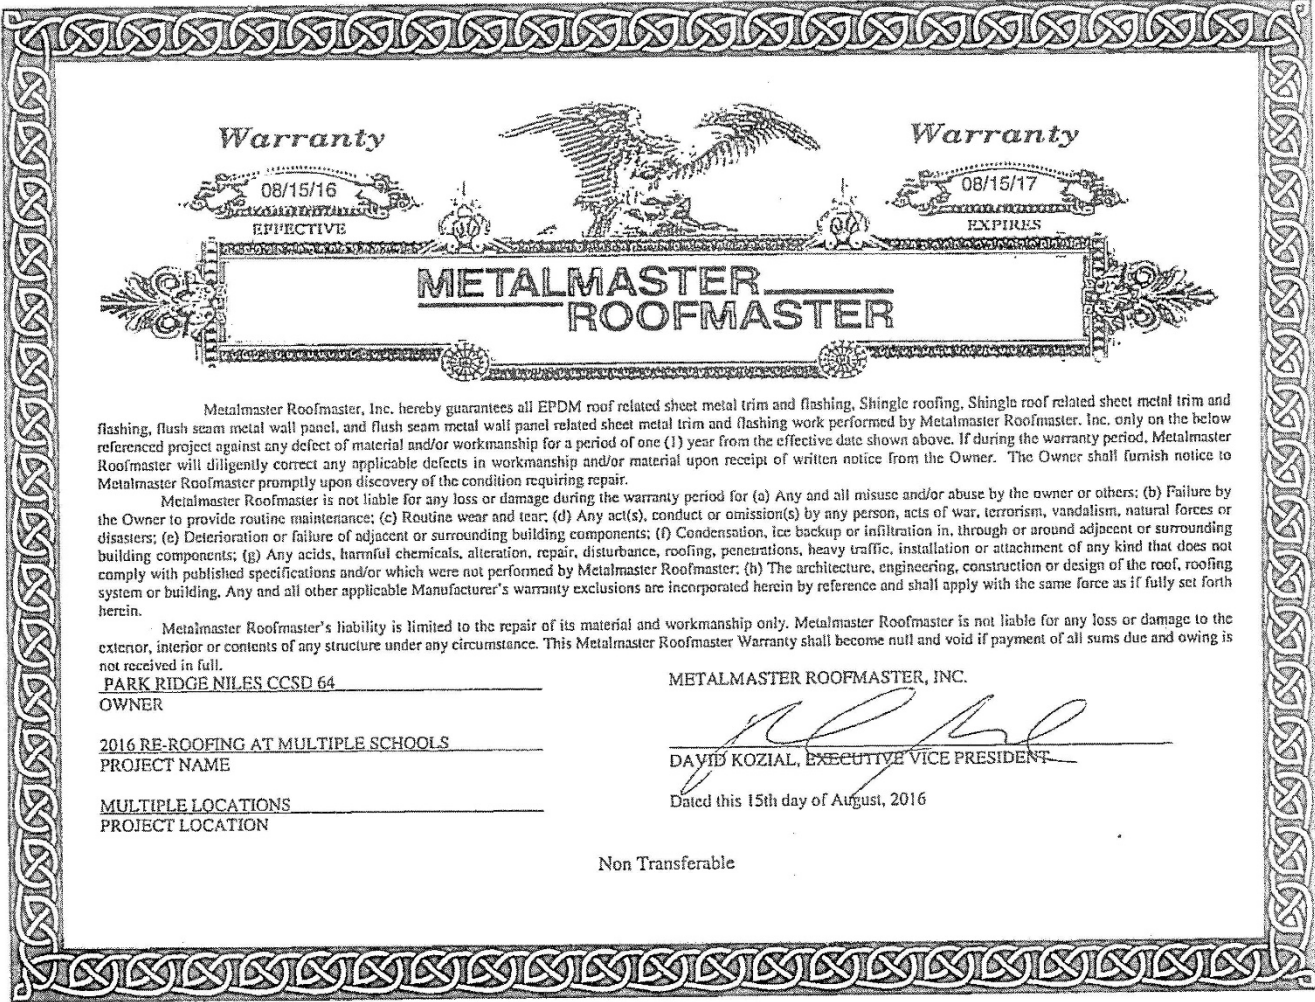 Warranty
08/15/16
EFFECTIVE
Warranty
08/15/17
EXPIRES
METALMASTER
ROOFMASTER
Metalmaster Roofmaster, Inc. hereby guarantees all EPDM roof related sheet metal trim and flashing, Shingle roofing, Shingle roof related sheet metal trim and
flashing, flush seam metal wall panel, and flush seam metal wall panel related sheet metal trim and flashing work performed by Metalmaster Roofmaster, Inc. only on the below
referenced project against any defect of material and/or workmanship for a period of one (1) year from the effective date shown above. If during the warranty period, Metalmaster
Roofmaster will diligently correct any applicable defects in workmanship and/or material upon receipt of written notice from the Owner. The Owner shall furnish notice to
Metalmaster Roofmaster promptly upon discovery of the condition requiring repair.
Metalmaster Roofmaster is not liable for any loss or damage during the warranty period for (a) Any and all misuse and/or abuse by the owner or others; (b) Failure by
the Owner to provide routine maintenance; (c) Routine wear and tear; (d) Any act(s), conduct or omission(s) by any person, acts of war, terrorism, vandalism, natural forces or
disasters; (e) Deterioration or failure of adjacent or surrounding building components; (f) Condensation, ice backup or infiltration in, through or around adjacent or surrounding
building components; (g) Any acids, harmful chemicals, alteration, repair, disturbance, roofing, penetrations, heavy traffic, installation or attachment of any kind that does not
comply with published specifications and/or which were not performed by Metalmaster Roofmaster; (h) The architecture, engineering, construction or design of the roof, roofing
system or building. Any and all other applicable Manufacturer's warranty exclusions are incorporated herein by reference and shall apply with the same force as if fully set forth
herein.
Metalmaster Roofmaster's liability is limited to the repair of its material and workmanship only. Metalmaster Roofmaster is not liable for any loss or damage to the
exterior, interior or contents of any structure under any circumstance. This Metalmaster Roofmaster Warranty shall become null and void if payment of all sums due and owing is
not received in full.
PARK RIDGE NILES CCSD 64
OWNER
2016 RE-ROOFING AT MULTIPLE SCHOOLS
PROJECT NAME
MULTIPLE LOCATIONS
PROJECT LOCATION
METALMASTER ROOFMASTER, INC.
DAVID KOZIAL, EXECUTIVE VICE PRESIDENT
Dated this 15th day of August, 2016
Non Transferable